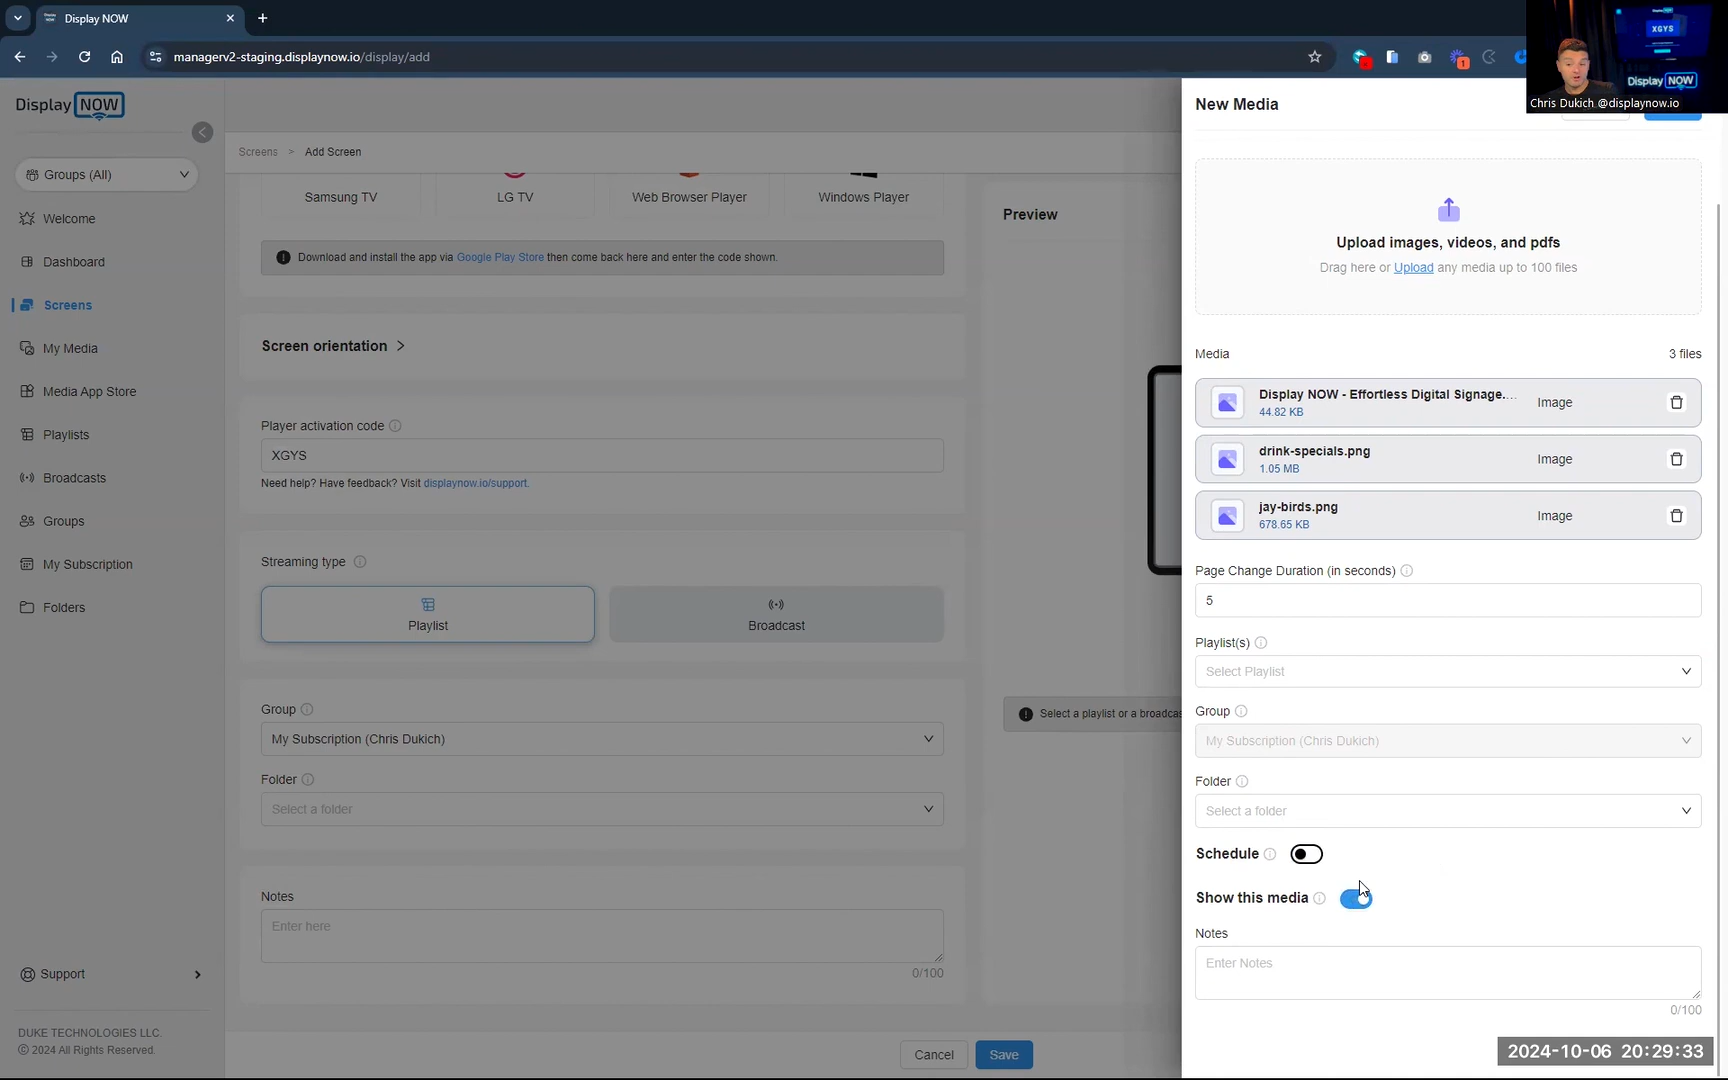 Display NOW
managerv2-staging.displaynow.io/display/add
1
XGYS
Display NOW
Chris Dukich @displaynow.io
Display NOW
Groups (All)
Welcome
Dashboard
Screens
My Media
Media App Store
Playlists
Broadcasts
Groups
My Subscription
Folders
Support
DUKE TECHNOLOGIES LLC.
© 2024 All Rights Reserved.
Screens > Add Screen
Samsung TV
LG TV
Web Browser Player
Windows Player
Download and install the app via Google Play Store then come back here and enter the code shown.
Screen orientation
Player activation code
XGYS
Need help? Have feedback? Visit displaynow.io/support.
Streaming type
Playlist
Broadcast
Group
My Subscription (Chris Dukich)
Folder
Select a folder
Notes
Enter here
0/100
Cancel
Save
Preview
Select a playlist or a broadcas
New Media
Upload images, videos, and pdfs
Drag here or Upload any media up to 100 files
Media
3 files
Display NOW - Effortless Digital Signage....
44.82 KB
Image
drink-specials.png
1.05 MB
Image
jay-birds.png
678.65 KB
Image
Page Change Duration (in seconds)
5
Playlist(s)
Select Playlist
Group
My Subscription (Chris Dukich)
Folder
Select a folder
Schedule
Show this media
Notes
Enter Notes
0/100
2024-10-06 20:29:33